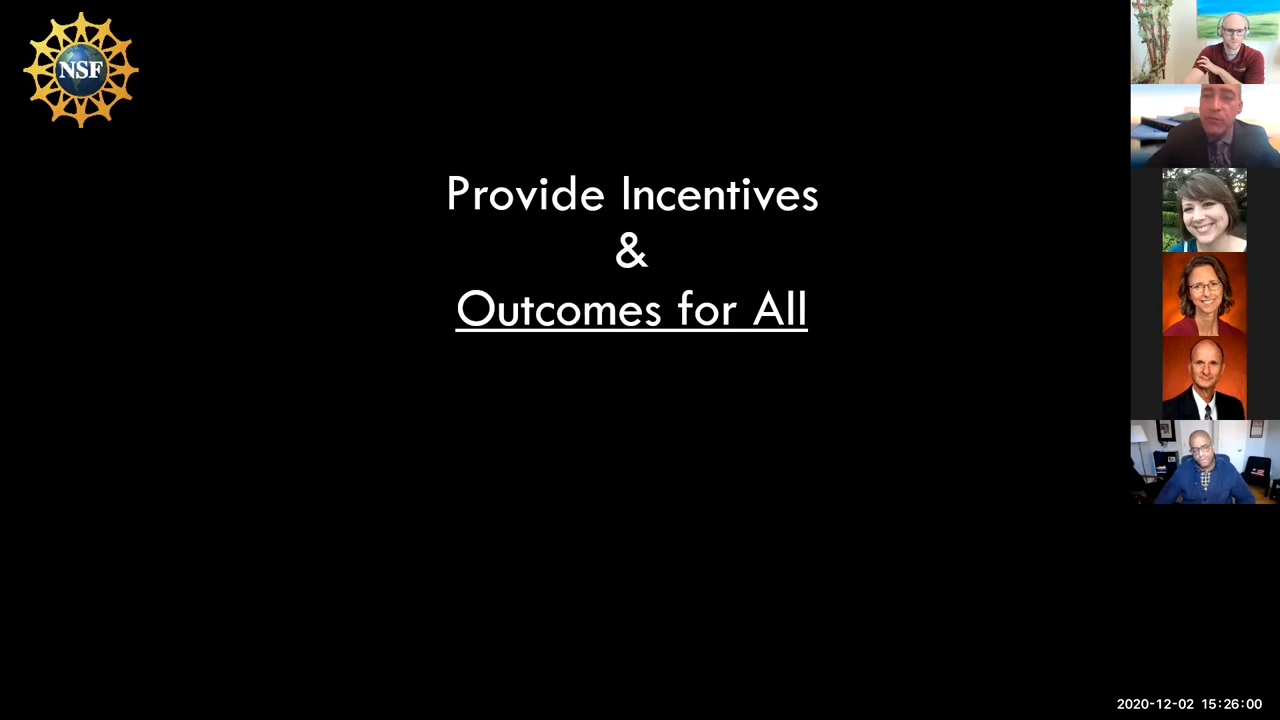 NSF
Provide Incentives
&
Outcomes for All
2020-12-02 15:26:00